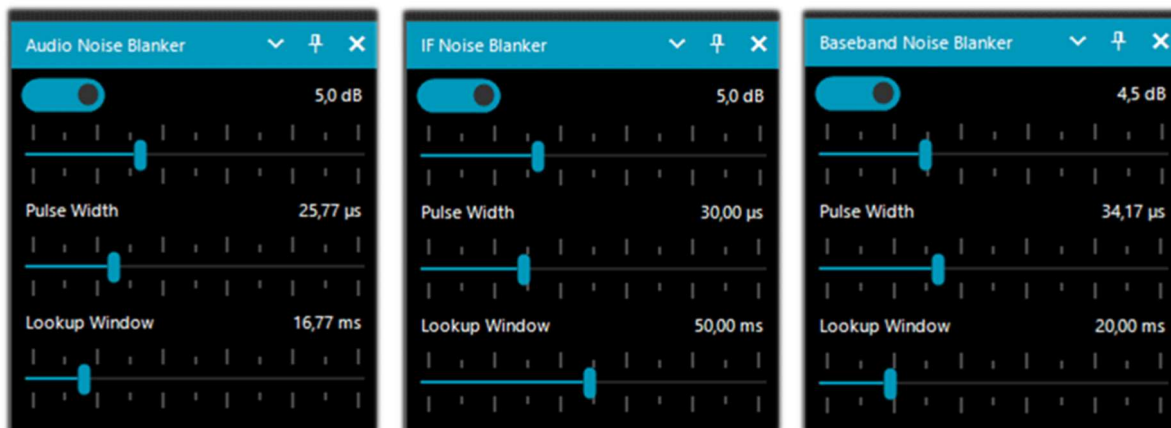 Audio Noise Blanker
5,0 dB
Pulse Width 25,77 µs
Lookup Window 16,77 ms
IF Noise Blanker
5,0 dB
Pulse Width 30,00 µs
Lookup Window 50,00 ms
Baseband Noise Blanker
4,5 dB
Pulse Width 34,17 µs
Lookup Window 20,00 ms